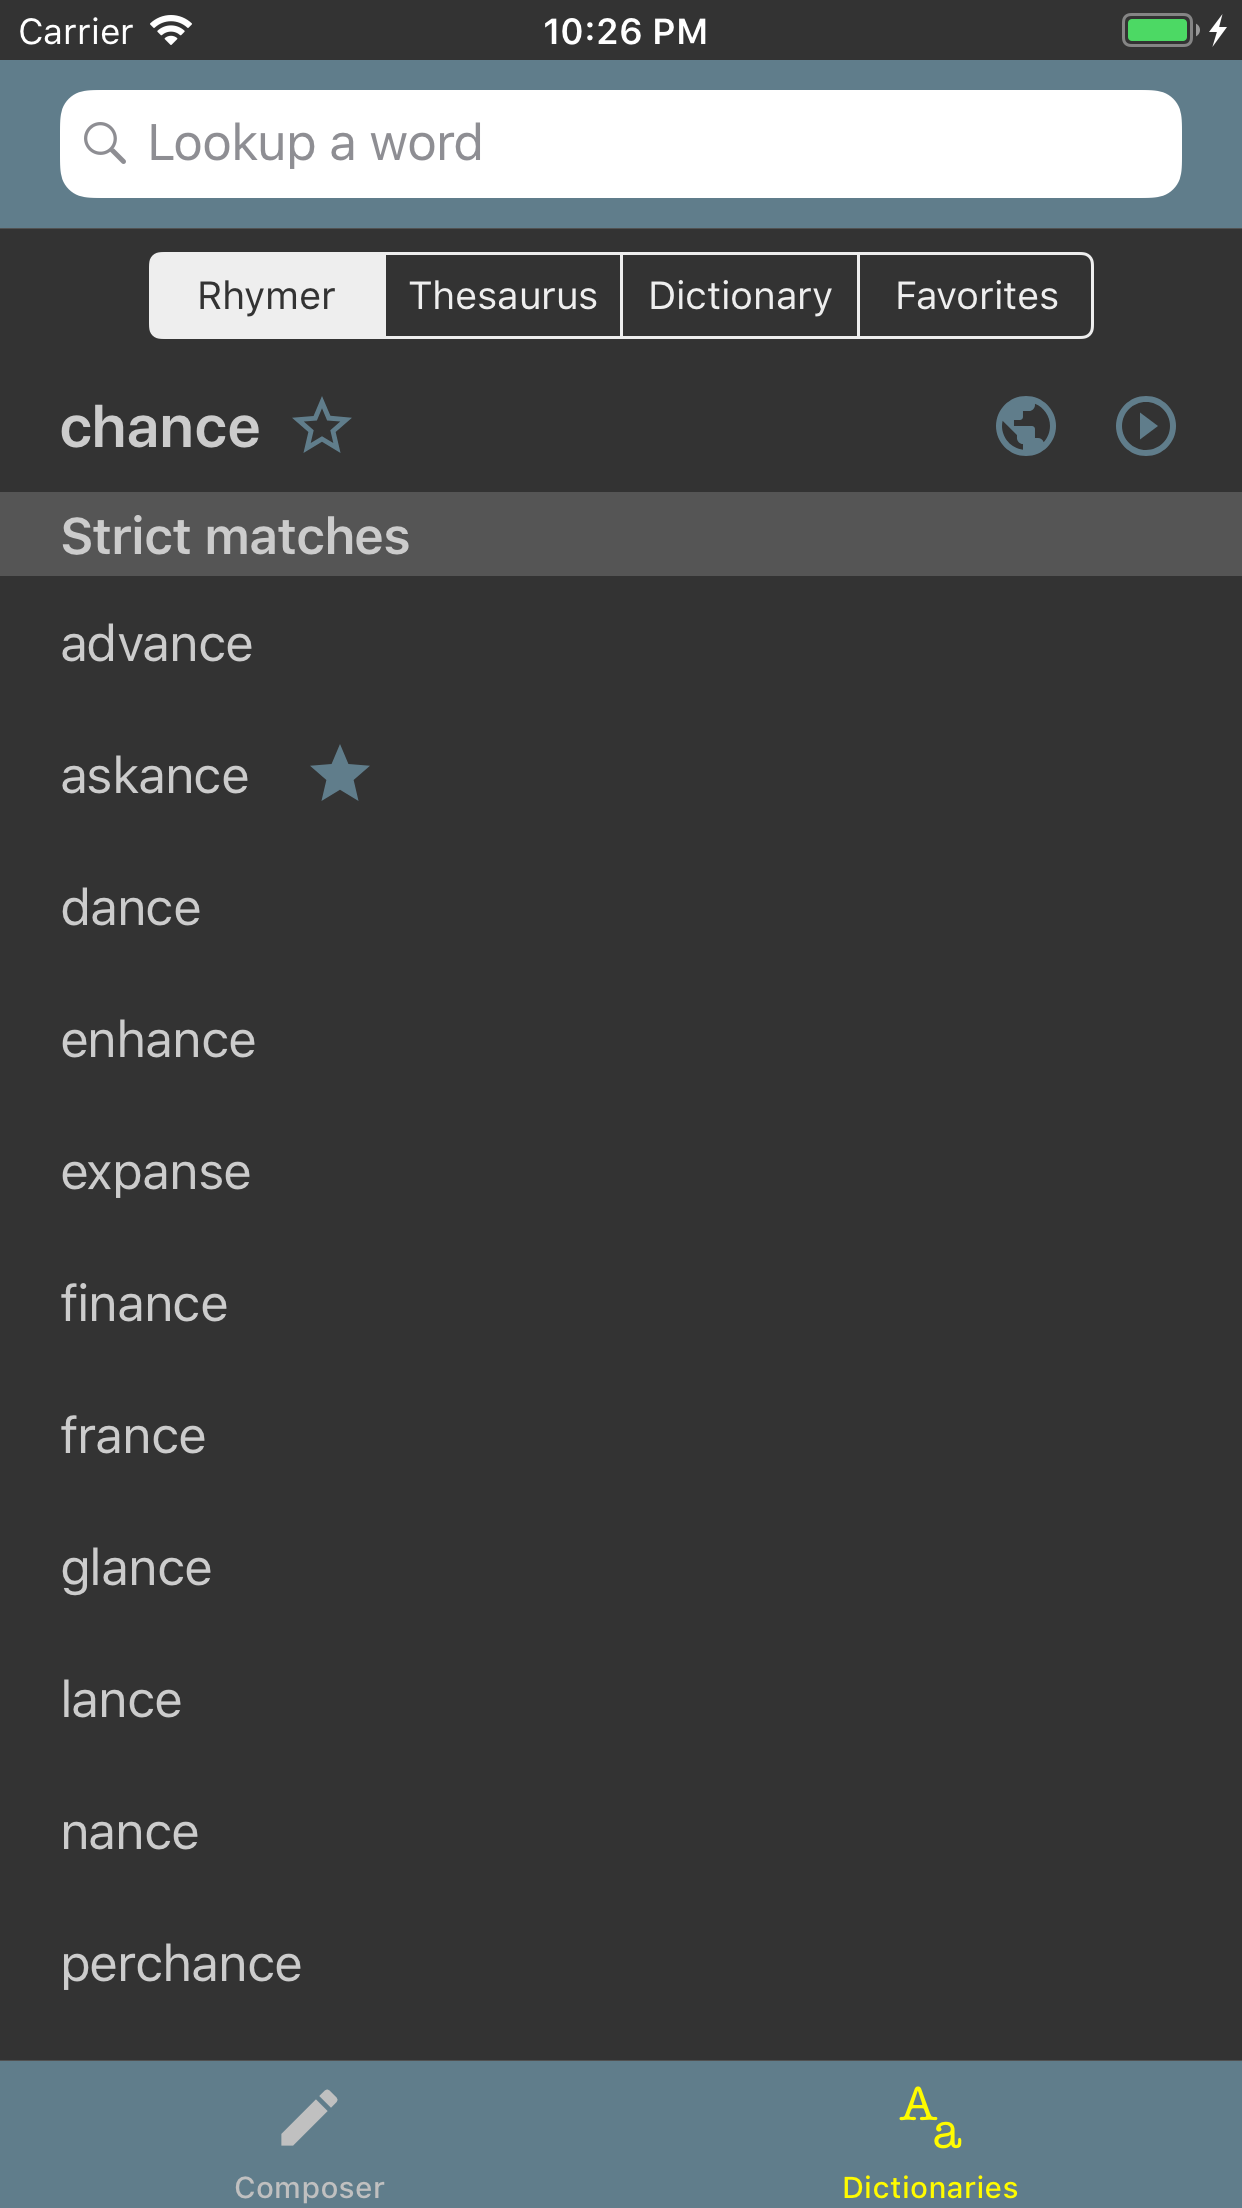 Carrier 10:26 PM
Lookup a word
Rhymer Thesaurus Dictionary Favorites
chance
Strict matches
advance
askance
dance
enhance
expanse
finance
france
glance
lance
nance
perchance
Aa
Composer Dictionaries